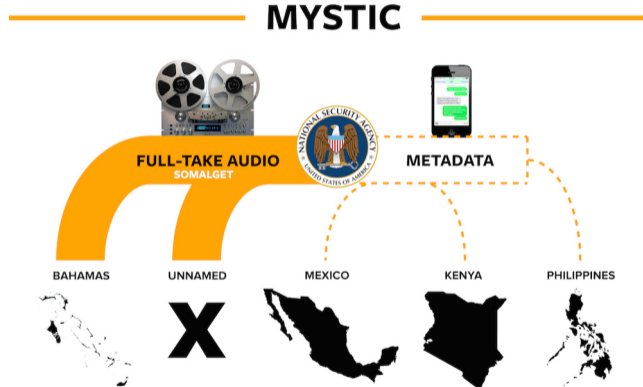 MYSTIC
FULL-TAKE AUDIO
SOMALGET
NATIONAL SECURITY AGENCY
UNITED STATES OF AMERICA
METADATA
BAHAMAS
UNNAMED
MEXICO
KENYA
PHILIPPINES
X